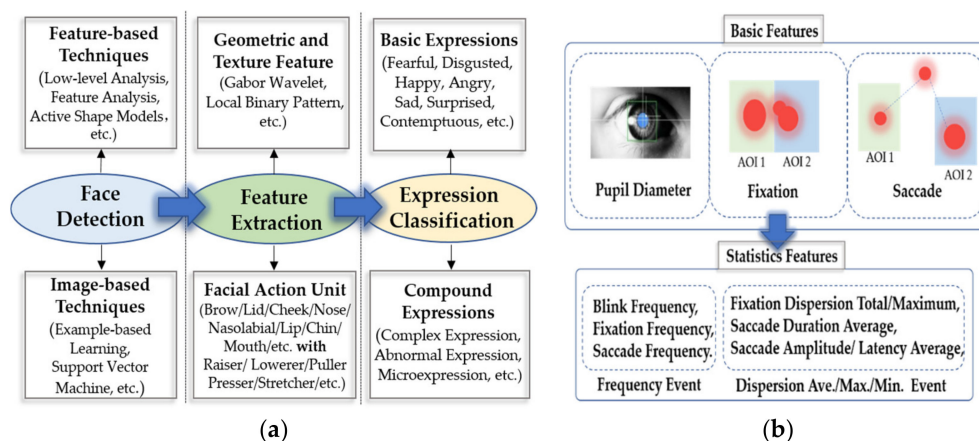 Feature-based
Techniques
(Low-level Analysis,
Feature Analysis,
Active Shape Models,
etc.)
Geometric and
Texture Feature
(Gabor Wavelet,
Local Binary Pattern,
etc.)
Basic Expressions
(Fearful, Disgusted,
Happy, Angry,
Sad, Surprised,
Contemptuous, etc.)
Face
Detection
Feature
Extraction
Expression
Classification
Image-based
Techniques
(Example-based
Learning,
Support Vector
Machine, etc.)
Facial Action Unit
(Brow/Lid/Cheek/Nose/
Nasolabial/Lip/Chin/
Mouth/etc. with
Raiser/ Lowerer/Puller
Presser/Stretcher/etc.)
Compound
Expressions
(Complex Expression,
Abnormal Expression,
Microexpression, etc.)
(a)
Basic Features
Pupil Diameter
AOI 1
AOI 2
Fixation
AOI 1
AOI 2
Saccade
Statistics Features
Blink Frequency,
Fixation Frequency,
Saccade Frequency.
Frequency Event
Fixation Dispersion Total/Maximum,
Saccade Duration Average,
Saccade Amplitude/ Latency Average,
Dispersion Ave./Max./Min. Event
(b)